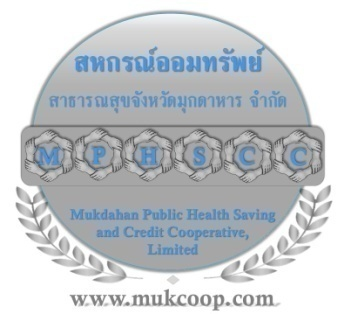 สหกรณ์ออมทรัพย์
สาธารณสุขจังหวัดมุกดาหาร จำกัด
M P H S C C
Mukdahan Public Health Saving
and Credit Cooperative,
Limited
www.mukcoop.com